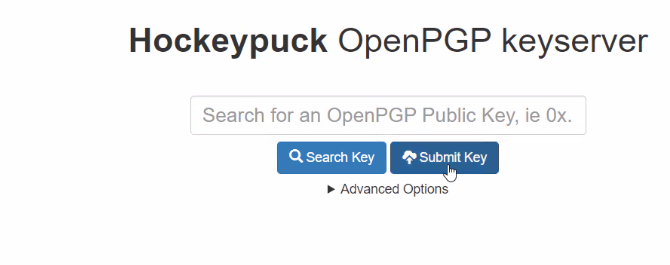 Hockeypuck OpenPGP keyserver
Search for an OpenPGP Public Key, ie 0x.
Search Key Submit Key
Advanced Options